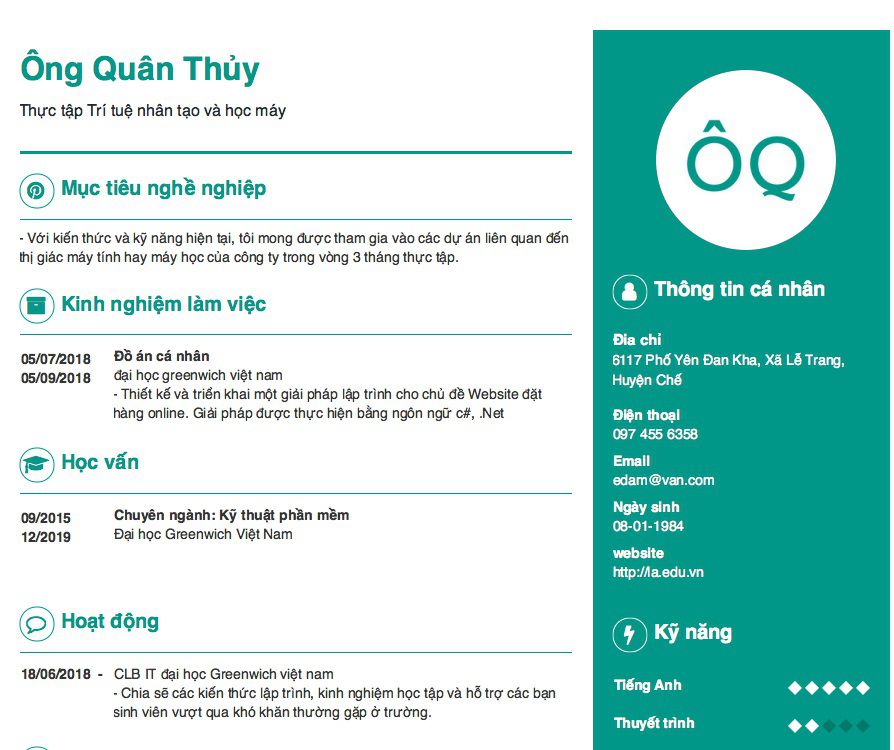 Ông Quân Thủy
Thực tập Trí tuệ nhân tạo và học máy
Mục tiêu nghề nghiệp
- Với kiến thức và kỹ năng hiện tại, tôi mong được tham gia vào các dự án liên quan đến
thị giác máy tính hay máy học của công ty trong vòng 3 tháng thực tập.
Kinh nghiệm làm việc
05/07/2018
05/09/2018
Đồ án cá nhân
đại học greenwich việt nam
- Thiết kế và triển khai một giải pháp lập trình cho chủ đề Website đặt
hàng online. Giải pháp được thực hiện bằng ngôn ngữ c#, .Net
Học vấn
09/2015
12/2019
Chuyên ngành: Kỹ thuật phần mềm
Đại học Greenwich Việt Nam
Hoạt động
18/06/2018 -
CLB IT đại học Greenwich việt nam
- Chia sẽ các kiến thức lập trình, kinh nghiệm học tập và hỗ trợ các bạn
sinh viên vượt qua khó khăn thường gặp ở trường.
ÔQ
Thông tin cá nhân
Địa chỉ
6117 Phố Yên Đan Kha, Xã Lễ Trang,
Huyện Chế
Điện thoại
097 455 6358
Email
edam@van.com
Ngày sinh
08-01-1984
website
http://la.edu.vn
Kỹ năng
Tiếng Anh
Thuyết trình